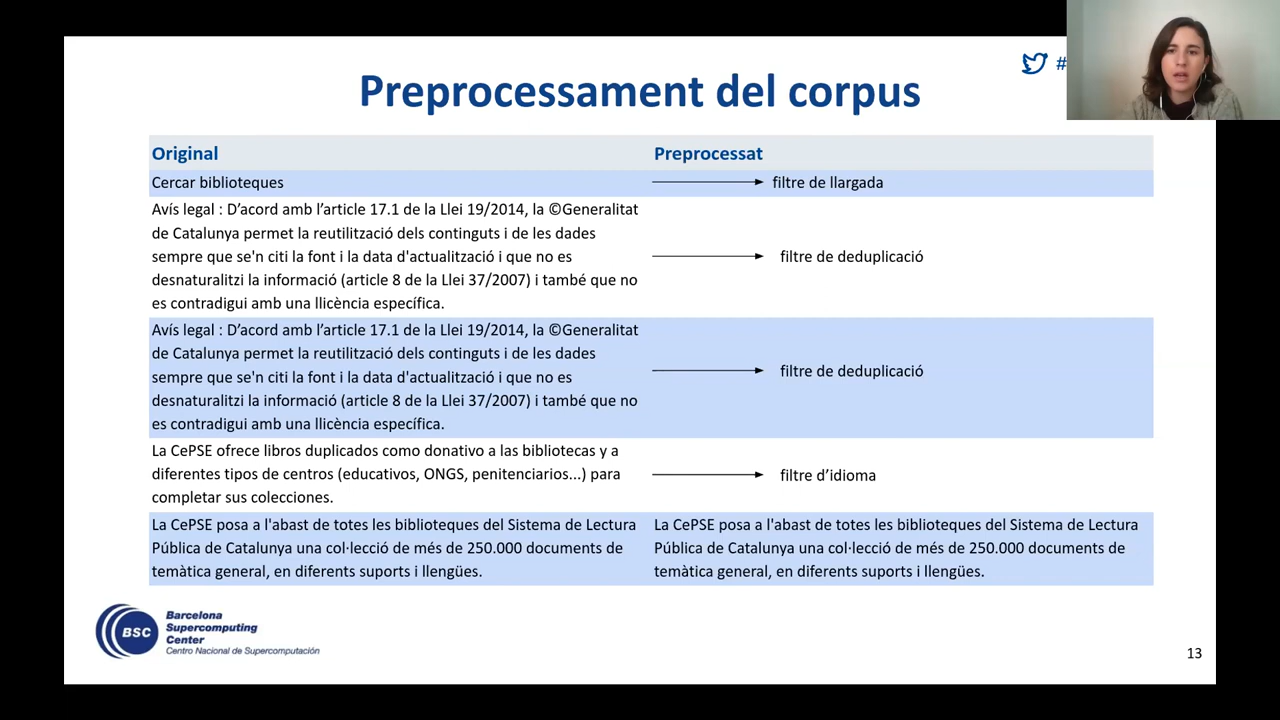 #
Preprocessament del corpus
Original
Preprocessat
Cercar biblioteques
filtre de llargada
Avís legal : D’acord amb l’article 17.1 de la Llei 19/2014, la ©Generalitat
de Catalunya permet la reutilització dels continguts i de les dades
sempre que se'n citi la font i la data d'actualització i que no es
desnaturalitzi la informació (article 8 de la Llei 37/2007) i també que no
es contradigui amb una llicència específica.
filtre de deduplicació
Avís legal : D’acord amb l’article 17.1 de la Llei 19/2014, la ©Generalitat
de Catalunya permet la reutilització dels continguts i de les dades
sempre que se'n citi la font i la data d'actualització i que no es
desnaturalitzi la informació (article 8 de la Llei 37/2007) i també que no
es contradigui amb una llicència específica.
filtre de deduplicació
La CePSE ofrece libros duplicados como donativo a las bibliotecas y a
diferentes tipos de centros (educativos, ONGS, penitenciarios...) para
completar sus colecciones.
filtre d’idioma
La CePSE posa a l'abast de totes les biblioteques del Sistema de Lectura
Pública de Catalunya una col·lecció de més de 250.000 documents de
temàtica general, en diferents suports i llengües.
La CePSE posa a l'abast de totes les biblioteques del Sistema de Lectura
Pública de Catalunya una col·lecció de més de 250.000 documents de
temàtica general, en diferents suports i llengües.
BSC
Barcelona
Supercomputing
Center
Centro Nacional de Supercomputación
13